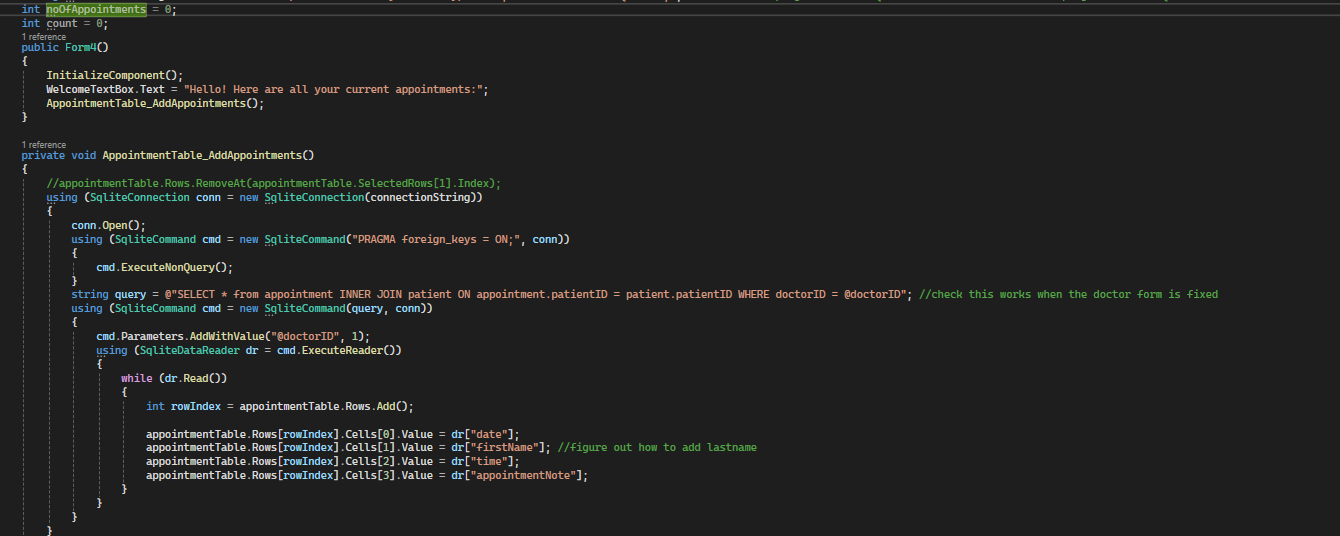 int noOfAppointments = 0;
int count = 0;
1 reference
public Form4()
{
InitializeComponent();
WelcomeTextBox.Text = "Hello! Here are all your current appointments:";
AppointmentTable_AddAppointments();
}
1 reference
private void AppointmentTable_AddAppointments()
{
//appointmentTable.Rows.RemoveAt(appointmentTable.SelectedRows[1].Index);
using (SqliteConnection conn = new SqliteConnection(connectionString))
{
conn.Open();
using (SqliteCommand cmd = new SqliteCommand("PRAGMA foreign_keys = ON;", conn))
{
cmd.ExecuteNonQuery();
}
string query = @"SELECT * from appointment INNER JOIN patient ON appointment.patientID = patient.patientID WHERE doctorID = @doctorID"; //check this works when the doctor form is fixed
using (SqliteCommand cmd = new SqliteCommand(query, conn))
{
cmd.Parameters.AddWithValue("@doctorID", 1);
using (SqliteDataReader dr = cmd.ExecuteReader())
{
while (dr.Read())
{
int rowIndex = appointmentTable.Rows.Add();
appointmentTable.Rows[rowIndex].Cells[0].Value = dr["date"];
appointmentTable.Rows[rowIndex].Cells[1].Value = dr["firstName"]; //figure out how to add lastname
appointmentTable.Rows[rowIndex].Cells[2].Value = dr["time"];
appointmentTable.Rows[rowIndex].Cells[3].Value = dr["appointmentNote"];
}
}
}
}